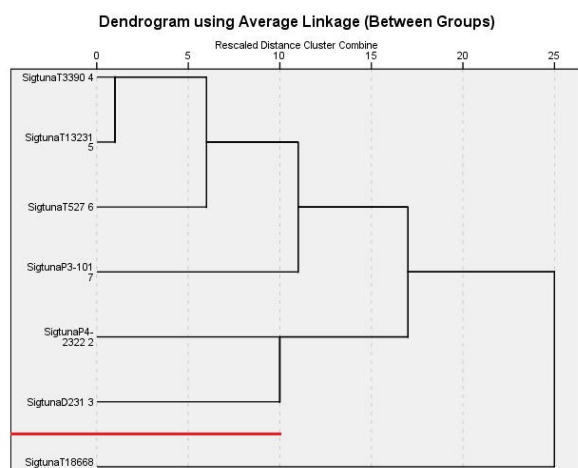 Dendrogram using Average Linkage (Between Groups)
Rescaled Distance Cluster Combine
0 5 10 15 20 25
SigtunaT3390 4
SigtunaT13231
5
SigtunaT527 6
SigtunaP3-101
7
SigtunaP4-
2322 2
SigtunaD231 3
SigtunaT18668